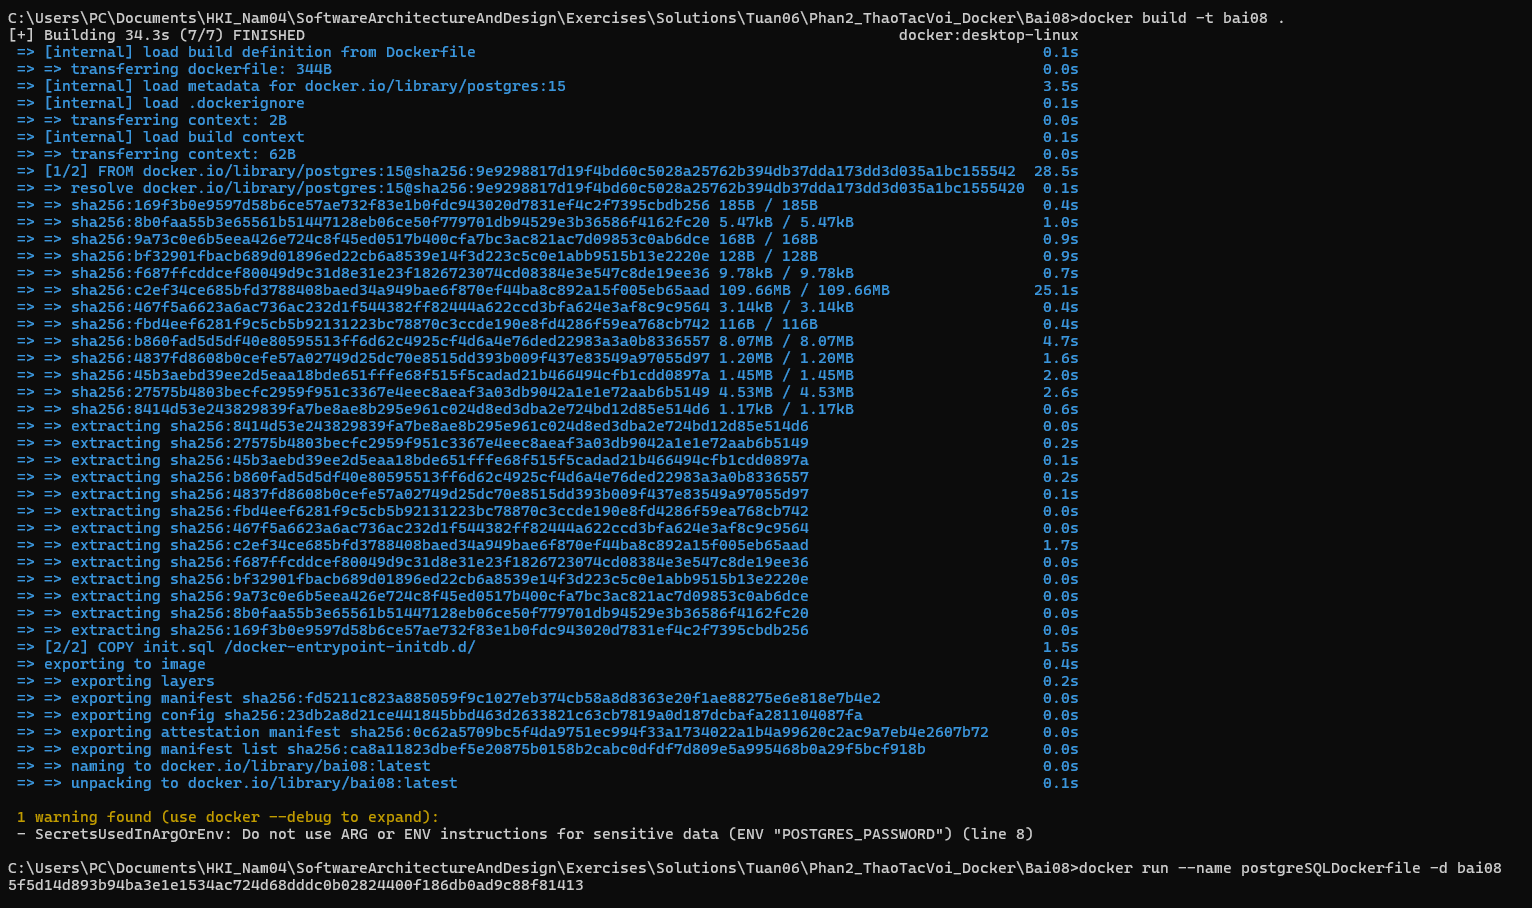 C:\Users\PC\Documents\HKI_Nam04\SoftwareArchitectureAndDesign\Exercises\Solutions\Tuan06\Phan2_ThaoTacVoi_Docker\Bai08>docker build -t bai08 .
[+] Building 34.3s (7/7) FINISHED docker:desktop-linux
=> [internal] load build definition from Dockerfile 0.1s
=> => transferring dockerfile: 344B 0.0s
=> [internal] load metadata for docker.io/library/postgres:15 3.5s
=> [internal] load .dockerignore 0.1s
=> => transferring context: 2B 0.0s
=> [internal] load build context 0.1s
=> => transferring context: 62B 0.0s
=> [1/2] FROM docker.io/library/postgres:15@sha256:9e9298817d19f4bd60c5028a25762b394db37dda173dd3d035a1bc155542 28.5s
=> => resolve docker.io/library/postgres:15@sha256:9e9298817d19f4bd60c5028a25762b394db37dda173dd3d035a1bc1555420 0.1s
=> => sha256:169f3b0e9597d58b6ce57ae732f83e1b0fdc943020d7831ef4c2f7395cbdb256 185B / 185B 0.4s
=> => sha256:8b0faa55b3e65561b51447128eb06ce50f779701db94529e3b36586f4162fc20 5.47kB / 5.47kB 1.0s
=> => sha256:9a73c0e6b5eea426e724c8f45ed0517b400cfa7bc3ac821ac7d09853c0ab6dce 168B / 168B 0.9s
=> => sha256:bf32901fbacb689d01896ed22cb6a8539e14f3d223c5c0e1abb9515b13e2220e 128B / 128B 0.9s
=> => sha256:f687ffcddcef80049d9c31d8e31e23f1826723074cd08384e3e547c8de19ee36 9.78kB / 9.78kB 0.7s
=> => sha256:c2ef34ce685bfd3788408baed34a949bae6f870ef44ba8c892a15f005eb65aad 109.66MB / 109.66MB 25.1s
=> => sha256:467f5a6623a6ac736ac232d1f544382ff82444a622ccd3bfa624e3af8c9c9564 3.14kB / 3.14kB 0.4s
=> => sha256:fbd4eef6281f9c5cb5b92131223bc78870c3ccde190e8fd4286f59ea768cb742 116B / 116B 0.4s
=> => sha256:b860fad5d5df40e80595513ff6d62c4925cf4d6a4e76ded22983a3a0b8336557 8.07MB / 8.07MB 4.7s
=> => sha256:4837fd8608b0cefe57a02749d25dc70e8515dd393b009f437e83549a97055d97 1.20MB / 1.20MB 1.6s
=> => sha256:45b3aebd39ee2d5eaa18bde651fffe68f515f5cadad21b466494cfb1cdd0897a 1.45MB / 1.45MB 2.0s
=> => sha256:27575b4803becfc2959f951c3367e4eec8aeaf3a03db9042a1e1e72aab6b5149 4.53MB / 4.53MB 2.6s
=> => sha256:8414d53e243829839fa7be8ae8b295e961c024d8ed3dba2e724bd12d85e514d6 1.17kB / 1.17kB 0.6s
=> => extracting sha256:8414d53e243829839fa7be8ae8b295e961c024d8ed3dba2e724bd12d85e514d6 0.0s
=> => extracting sha256:27575b4803becfc2959f951c3367e4eec8aeaf3a03db9042a1e1e72aab6b5149 0.2s
=> => extracting sha256:45b3aebd39ee2d5eaa18bde651fffe68f515f5cadad21b466494cfb1cdd0897a 0.1s
=> => extracting sha256:b860fad5d5df40e80595513ff6d62c4925cf4d6a4e76ded22983a3a0b8336557 0.2s
=> => extracting sha256:4837fd8608b0cefe57a02749d25dc70e8515dd393b009f437e83549a97055d97 0.1s
=> => extracting sha256:fbd4eef6281f9c5cb5b92131223bc78870c3ccde190e8fd4286f59ea768cb742 0.0s
=> => extracting sha256:467f5a6623a6ac736ac232d1f544382ff82444a622ccd3bfa624e3af8c9c9564 0.0s
=> => extracting sha256:c2ef34ce685bfd3788408baed34a949bae6f870ef44ba8c892a15f005eb65aad 1.7s
=> => extracting sha256:f687ffcddcef80049d9c31d8e31e23f1826723074cd08384e3e547c8de19ee36 0.0s
=> => extracting sha256:bf32901fbacb689d01896ed22cb6a8539e14f3d223c5c0e1abb9515b13e2220e 0.0s
=> => extracting sha256:9a73c0e6b5eea426e724c8f45ed0517b400cfa7bc3ac821ac7d09853c0ab6dce 0.0s
=> => extracting sha256:8b0faa55b3e65561b51447128eb06ce50f779701db94529e3b36586f4162fc20 0.0s
=> => extracting sha256:169f3b0e9597d58b6ce57ae732f83e1b0fdc943020d7831ef4c2f7395cbdb256 0.0s
=> [2/2] COPY init.sql /docker-entrypoint-initdb.d/ 1.5s
=> exporting to image 0.4s
=> => exporting layers 0.2s
=> => exporting manifest sha256:fd5211c823a885059f9c1027eb374cb58a8d8363e20f1ae88275e6e818e7b4e2 0.0s
=> => exporting config sha256:23db2a8d21ce441845bbd463d2633821c63cb7819a0d187dcbafa281104087fa 0.0s
=> => exporting attestation manifest sha256:0c62a5709bc5f4da9751ec994f33a1734022a1b4a99620c2ac9a7eb4e2607b72 0.0s
=> => exporting manifest list sha256:ca8a11823dbef5e20875b0158b2cabc0dfdf7d809e5a995468b0a29f5bcf918b 0.0s
=> => naming to docker.io/library/bai08:latest 0.0s
=> => unpacking to docker.io/library/bai08:latest 0.1s
1 warning found (use docker --debug to expand):
- SecretsUsedInArgOrEnv: Do not use ARG or ENV instructions for sensitive data (ENV "POSTGRES_PASSWORD") (line 8)
C:\Users\PC\Documents\HKI_Nam04\SoftwareArchitectureAndDesign\Exercises\Solutions\Tuan06\Phan2_ThaoTacVoi_Docker\Bai08>docker run --name postgreSQLDockerfile -d bai08
5f5d14d893b94ba3e1e1534ac724d68dddc0b02824400f186db0ad9c88f81413